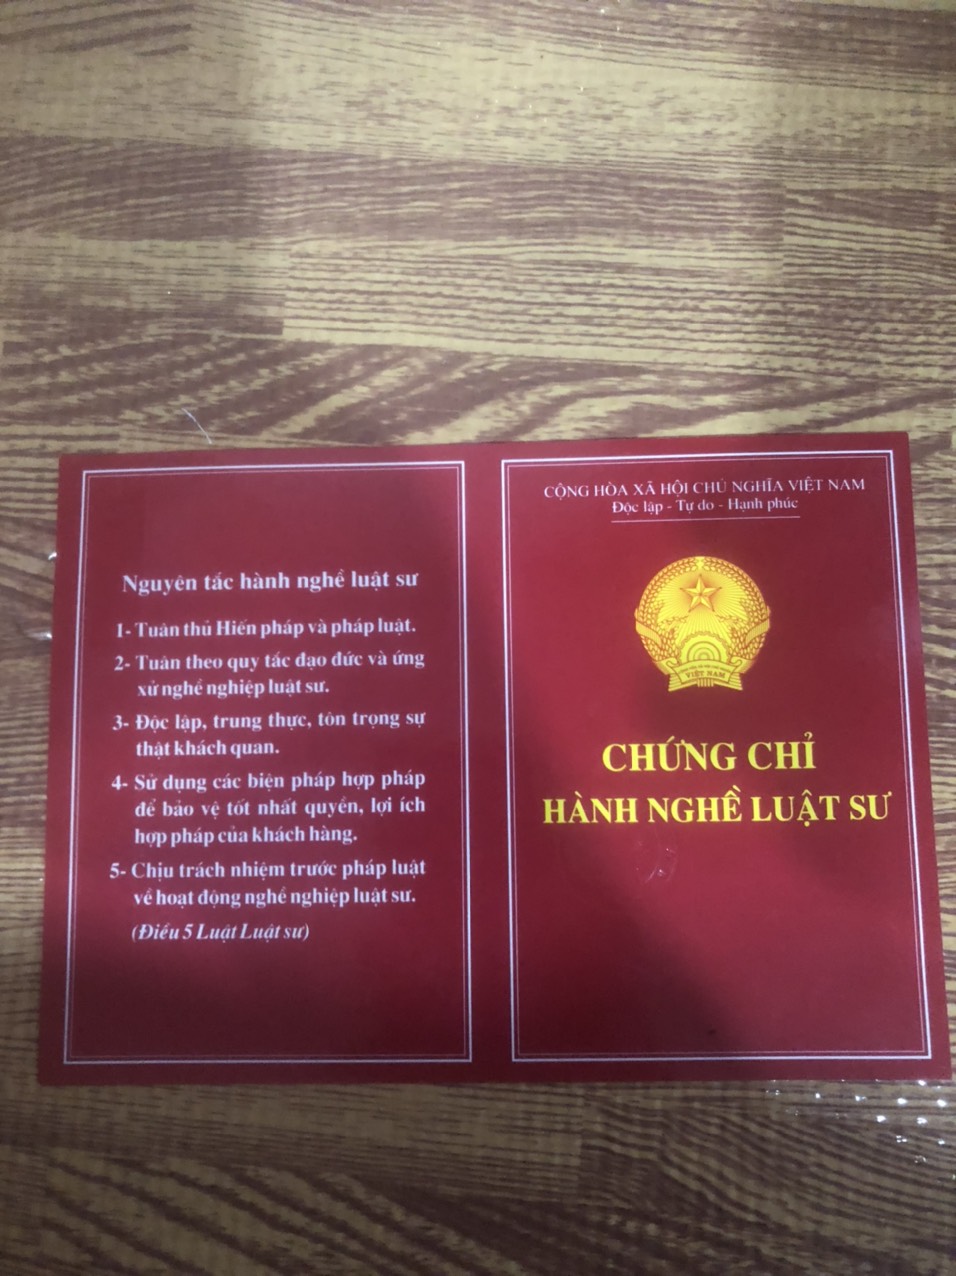 Nguyên tắc hành nghề luật sư
1- Tuân thủ Hiến pháp và pháp luật.
2- Tuân theo quy tắc đạo đức và ứng
xử nghề nghiệp luật sư.
3- Độc lập, trung thực, tôn trọng sự
thật khách quan.
4- Sử dụng các biện pháp hợp pháp
để bảo vệ tốt nhất quyền, lợi ích
hợp pháp của khách hàng.
5- Chịu trách nhiệm trước pháp luật
về hoạt động nghề nghiệp luật sư.
(Điều 5 Luật Luật sư)
CỘNG HÒA XÃ HỘI CHỦ NGHĨA VIỆT NAM
Độc lập - Tự do - Hạnh phúc
VIỆT NAM
CHỨNG CHỈ
HÀNH NGHỀ LUẬT SƯ